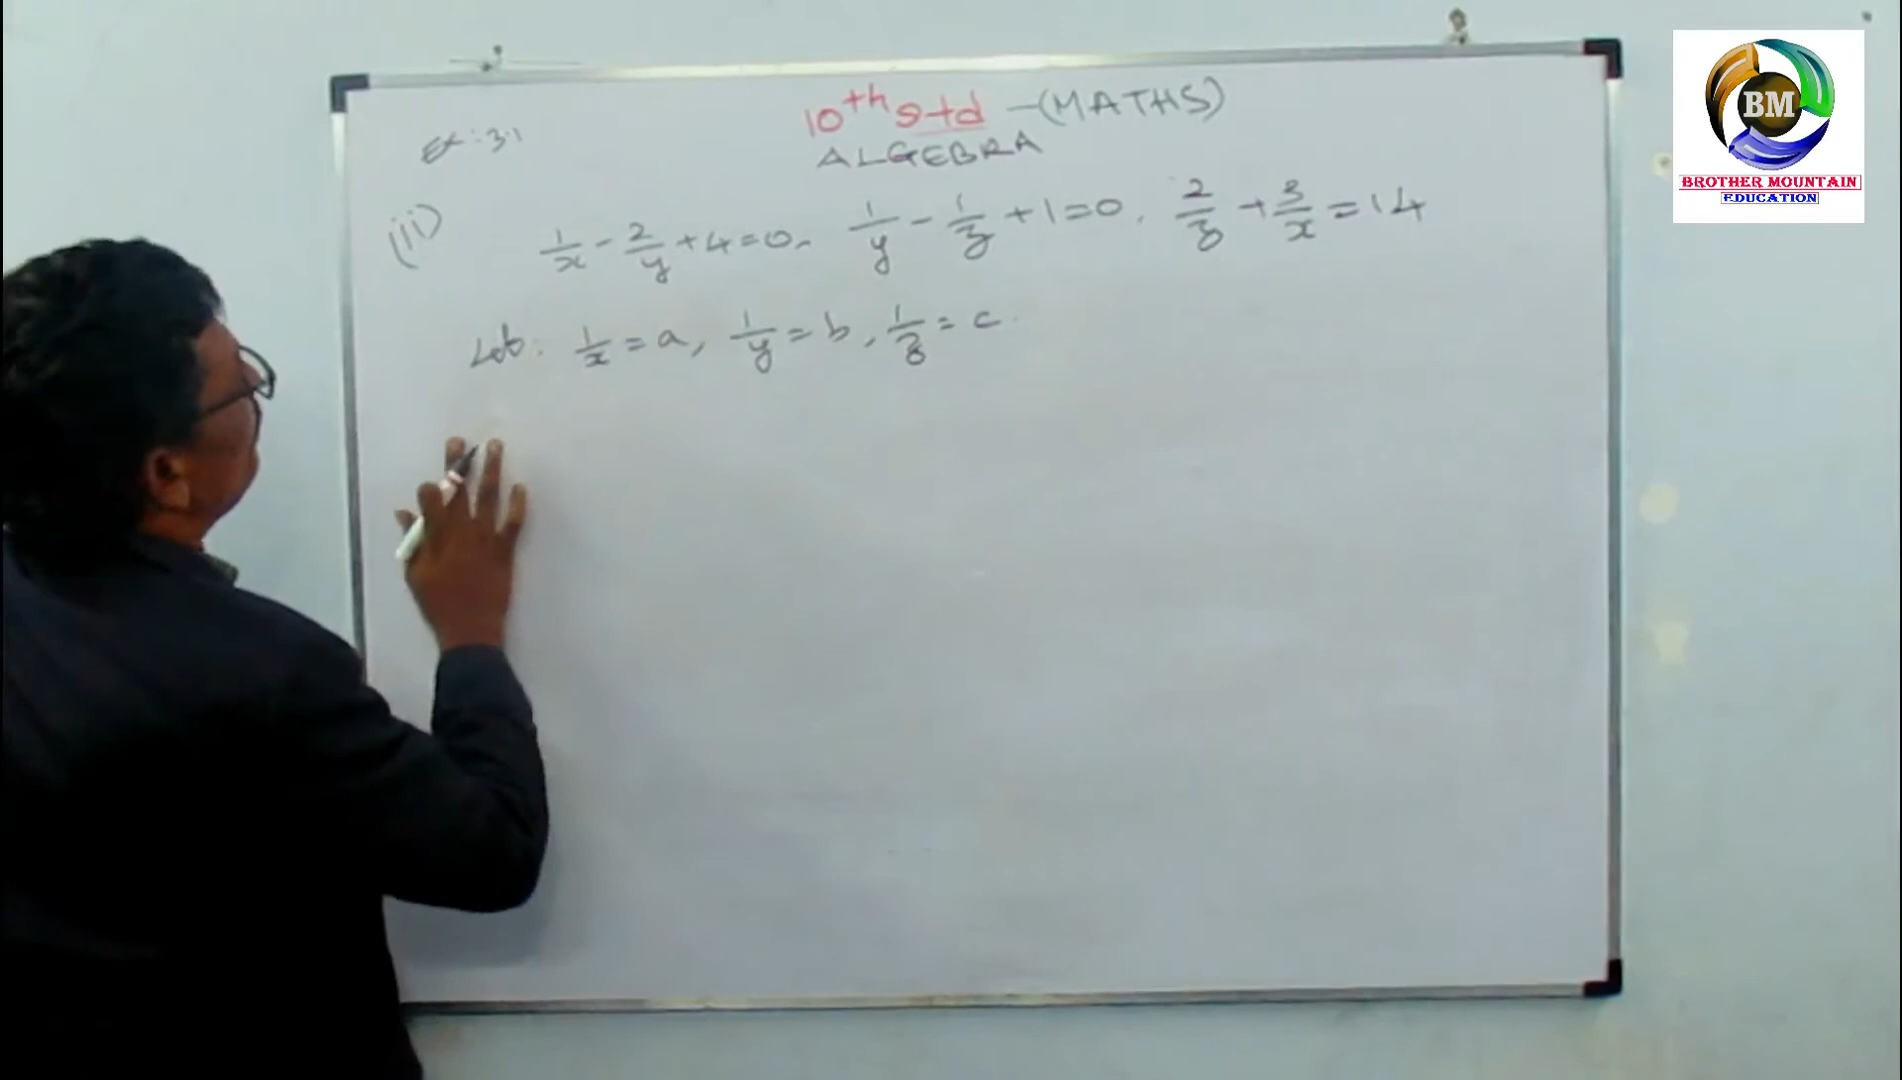 10th std - (MATHS)
Ex: 3.1
ALGEBRA
(ii) 1/x - 2/y + 4 = 0, 1/y - 1/z + 1 = 0, 2/z + 3/x = 14
Let: 1/x = a, 1/y = b, 1/z = c.
BM
BROTHER MOUNTAIN
EDUCATION